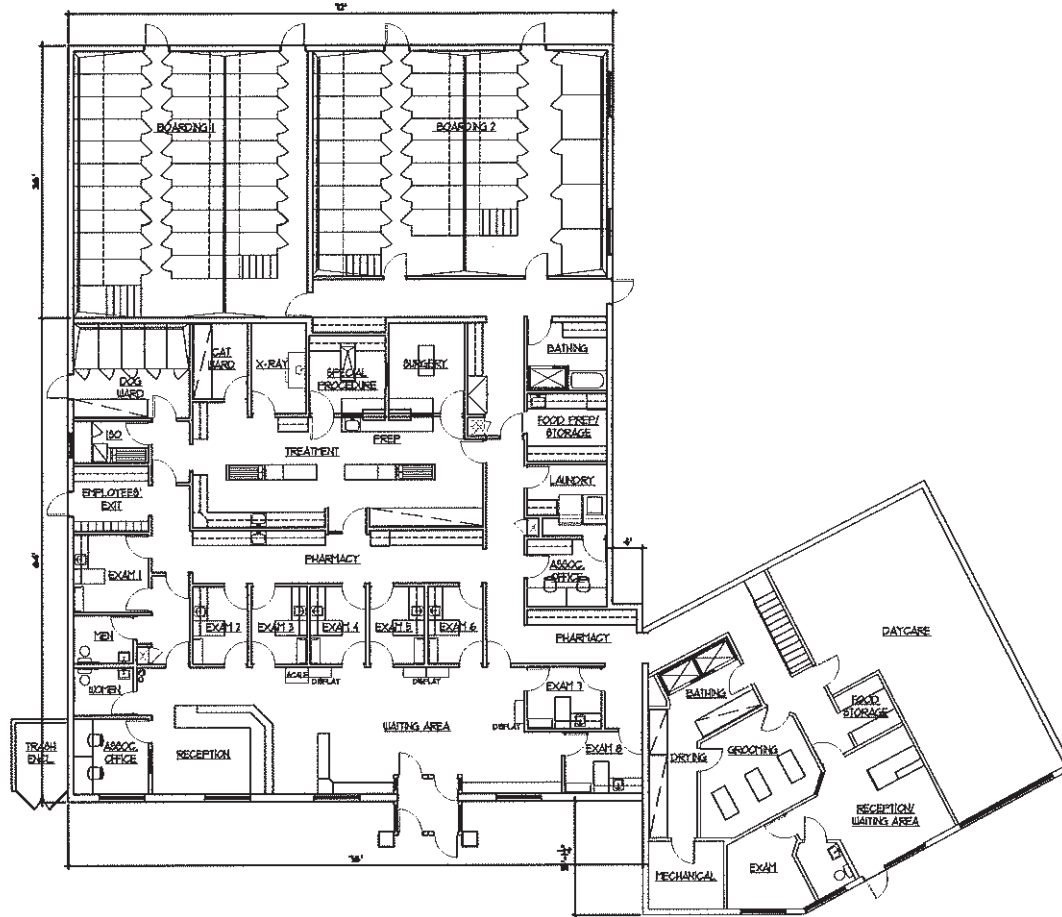 BOARDING 1
BOARDING 2
DOG
WARD
CAT
WARD
X-RAY
SPECIAL
PROCEDURE
SURGERY
BATHING
ISO
TREATMENT
PREP
FOOD PREP/
STORAGE
EMPLOYEES'
EXIT
LAUNDRY
EXAM 1
PHARMACY
ASSOC.
OFFICE
4'
MEN
EXAM 2
EXAM 3
EXAM 4
EXAM 5
EXAM 6
PHARMACY
DAYCARE
WOMEN
SCALE
DISPLAY
DISPLAY
EXAM 7
BATHING
FOOD
STORAGE
TRASH
ENCL.
ASSOC.
OFFICE
RECEPTION
WAITING AREA
DISPLAY
EXAM 8
DRYING
GROOMING
RECEPTION/
WAITING AREA
MECHANICAL
EXAM